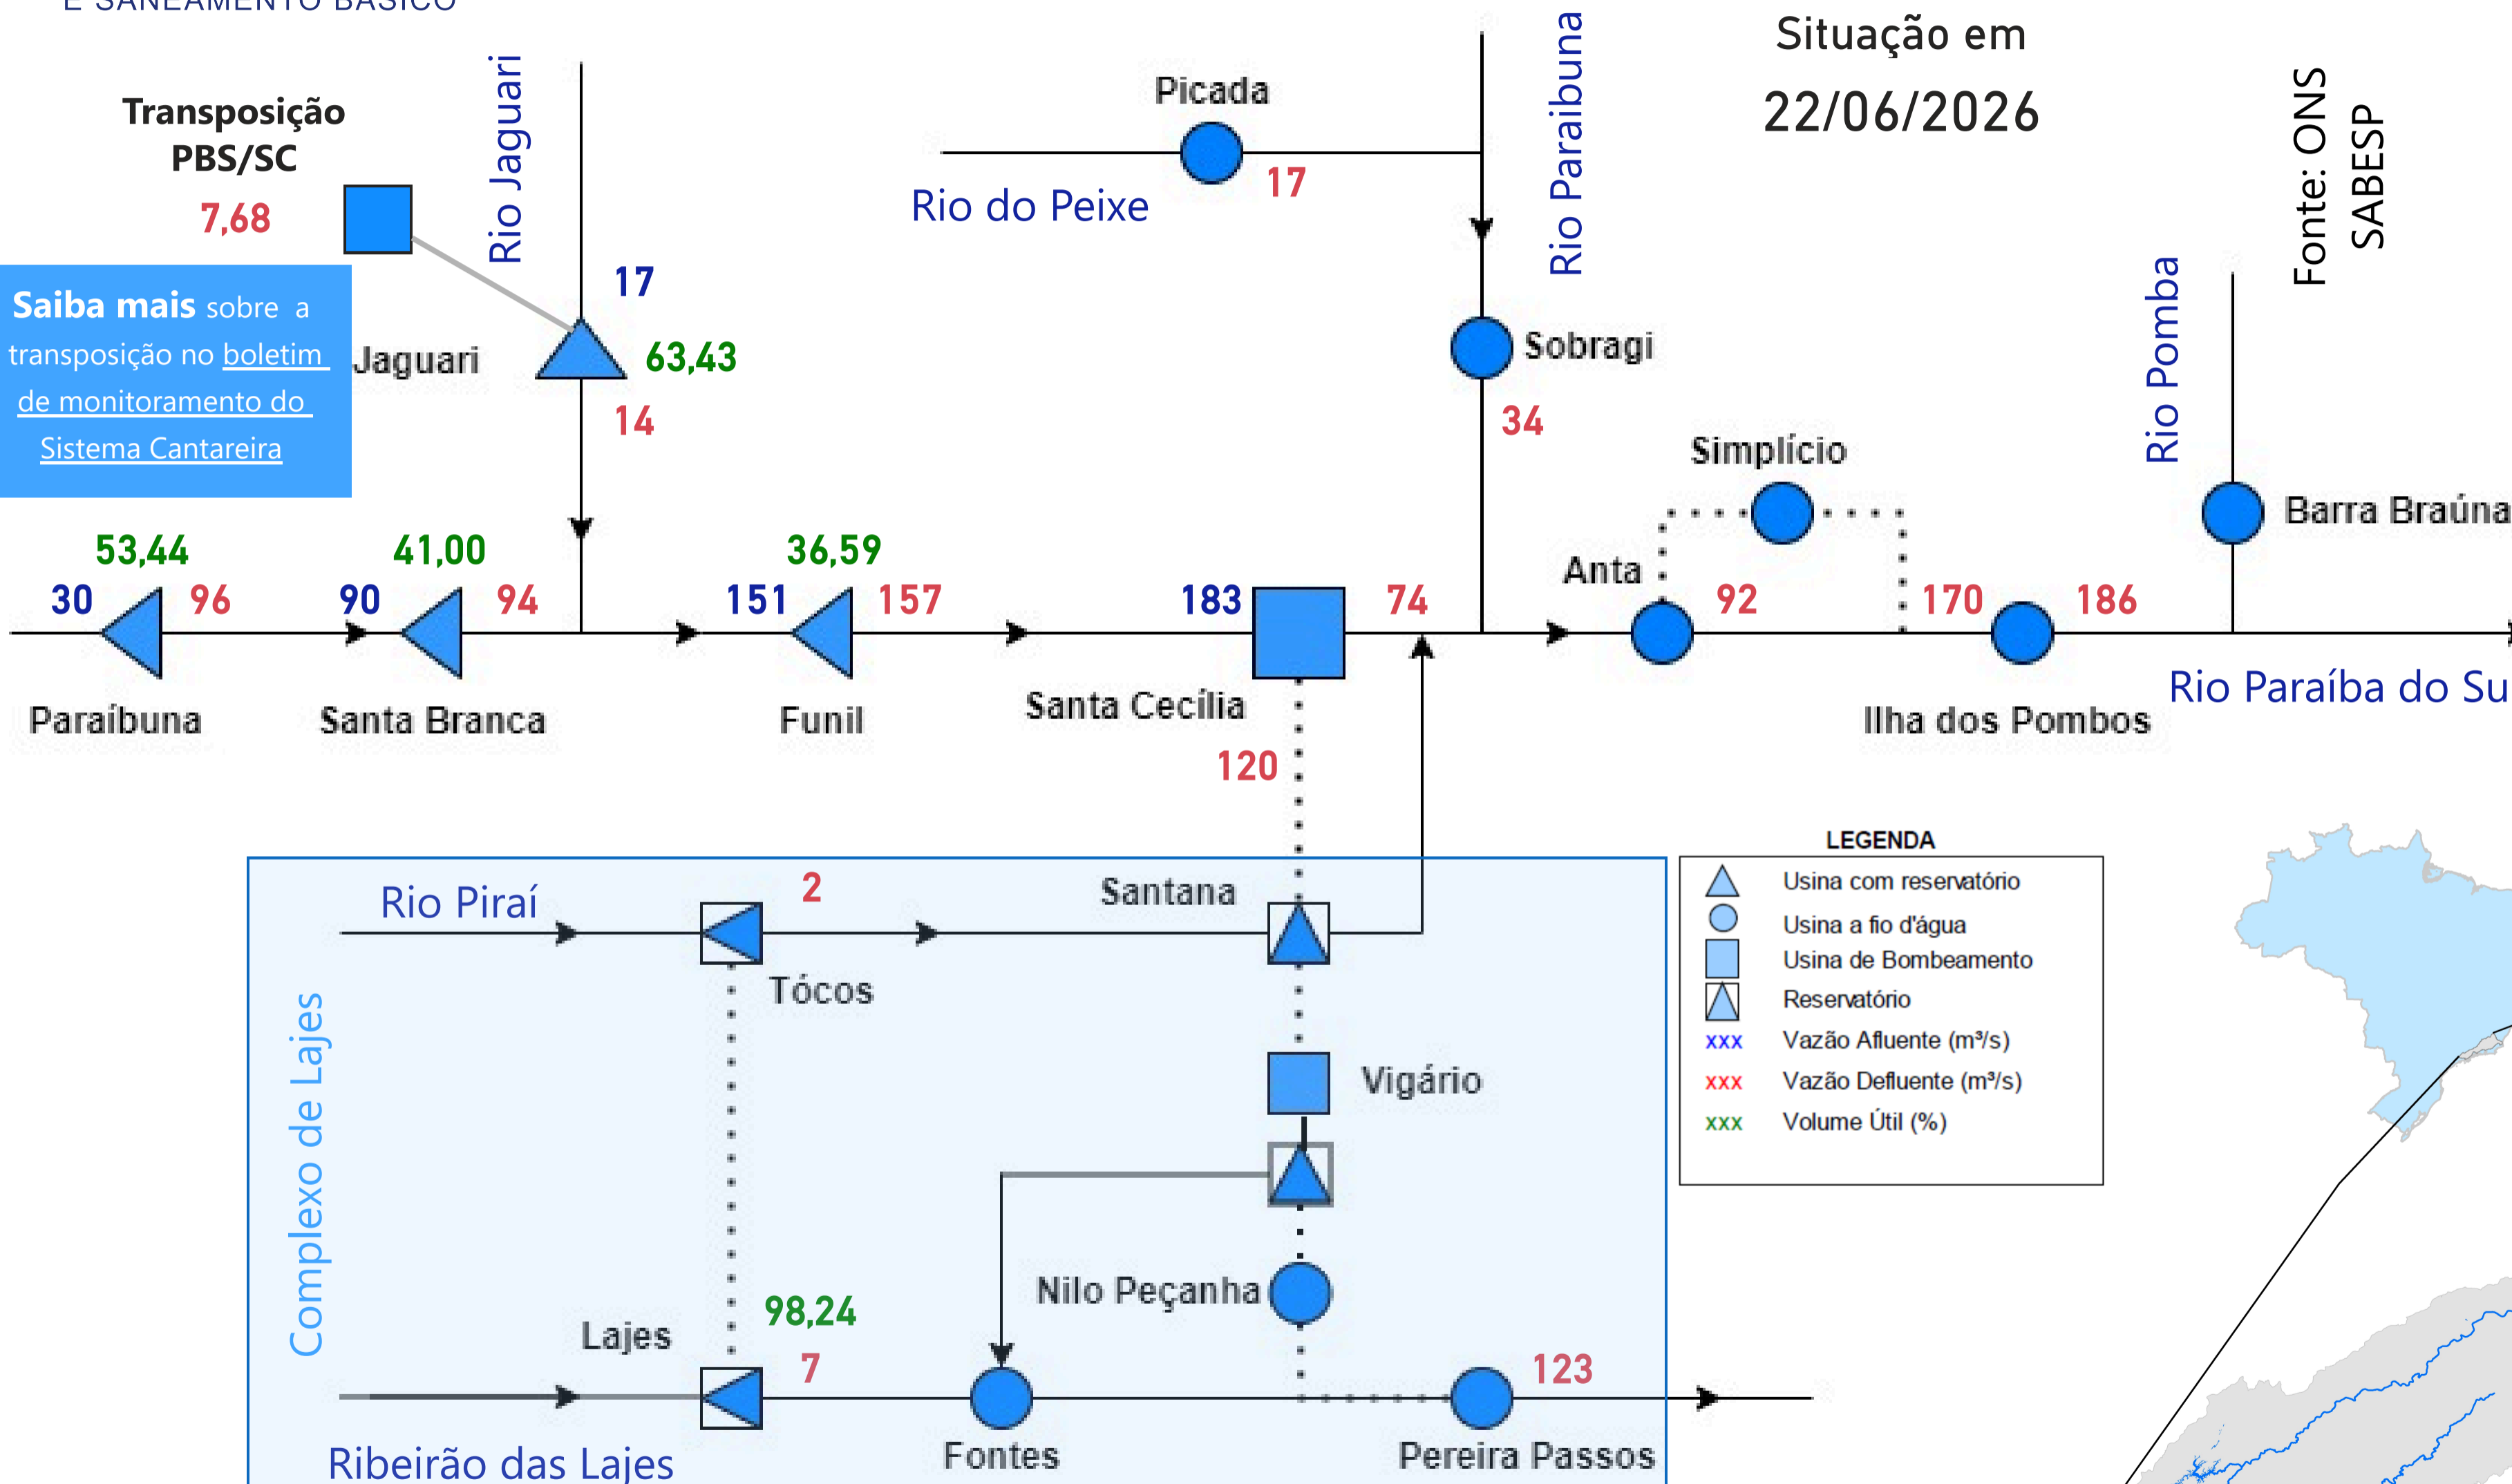 E SANEAMENTO BÁSICO
Situação em
22/06/2026
Fonte: ONS
SABESP
Transposição
PBS/SC
7,68
Rio Jaguari
Picada
17
Rio do Peixe
Rio Paraibuna
Saiba mais sobre a
transposição no boletim
de monitoramento do
Sistema Cantareira
17
Jaguari
63,43
14
Sobragi
34
Rio Pomba
Simplício
Barra Braúna
Anta
53,44
41,00
36,59
30
96
90
94
151
157
183
74
92
170
186
Paraíbuna
Santa Branca
Funil
Santa Cecília
Ilha dos Pombos
Rio Paraíba do Su
120
Rio Piraí
2
Santana
Tócos
Complexo de Lajes
Vigário
Nilo Peçanha
98,24
Lajes
7
123
Fontes
Pereira Passos
Ribeirão das Lajes
LEGENDA
Usina com reservatório
Usina a fio d'água
Usina de Bombeamento
Reservatório
xxx Vazão Afluente (m³/s)
xxx Vazão Defluente (m³/s)
xxx Volume Útil (%)